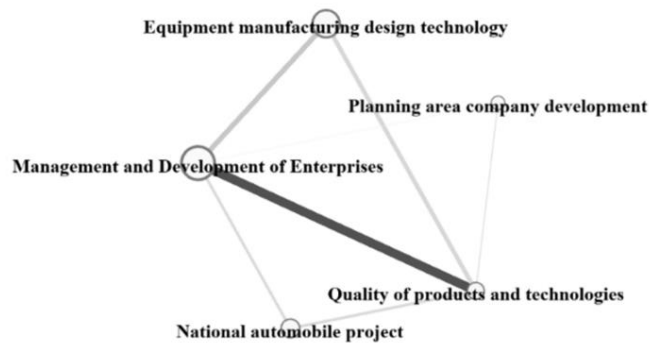 Equipment manufacturing design technology
Planning area company development
Management and Development of Enterprises
Quality of products and technologies
National automobile project